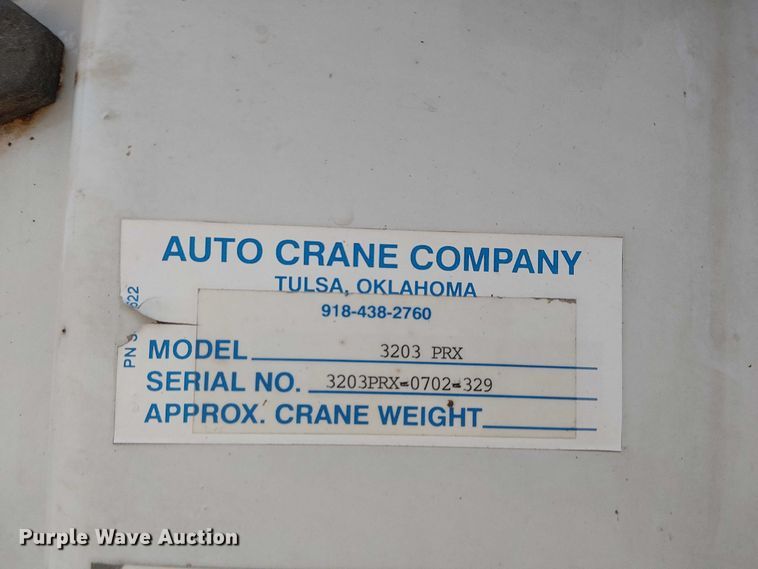 AUTO CRANE COMPANY
TULSA, OKLAHOMA
918-438-2760
MODEL 3203 PRX
SERIAL NO. 3203PRX-0702-329
APPROX. CRANE WEIGHT
PN
Purple Wave Auction